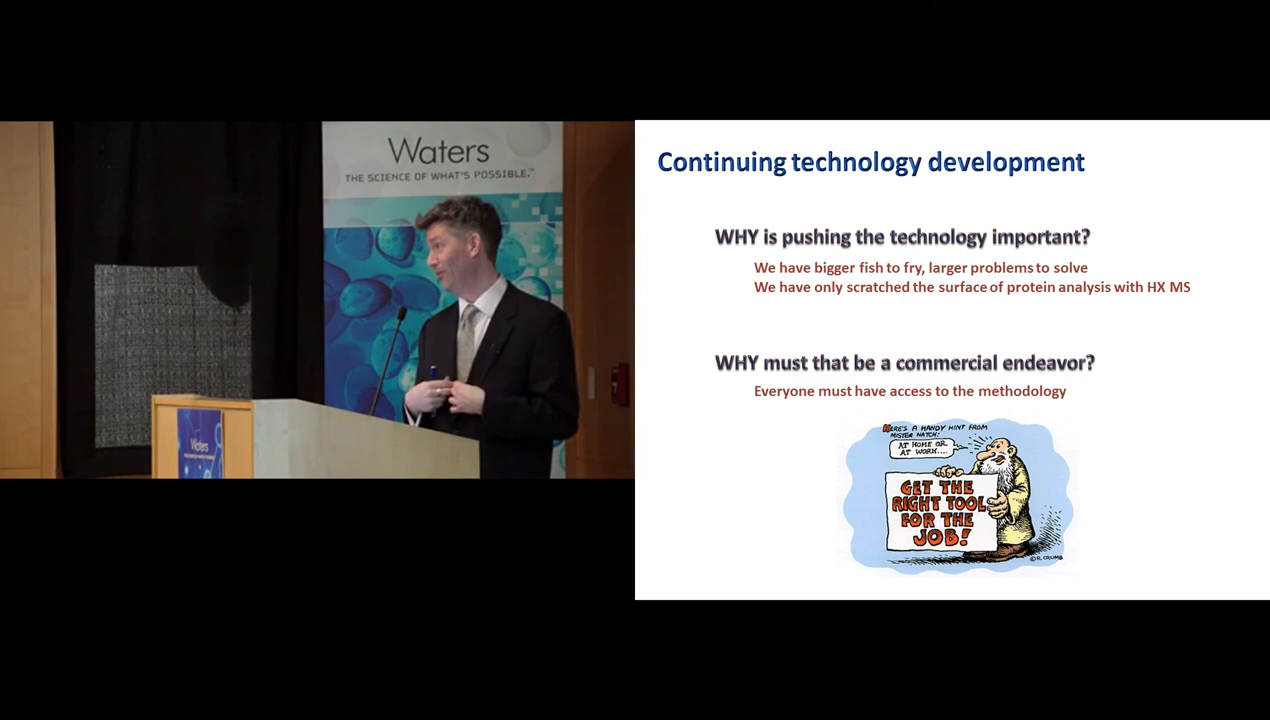 Waters
THE SCIENCE OF WHAT'S POSSIBLE.™
Waters
Continuing technology development
WHY is pushing the technology important?
We have bigger fish to fry, larger problems to solve
We have only scratched the surface of protein analysis with HX MS
WHY must that be a commercial endeavor?
Everyone must have access to the methodology
HERE'S A HANDY HINT FROM
MISTER NATCH!
AT HOME OR
AT WORK....
GET THE
RIGHT TOOL
FOR THE
JOB!
©R. CRUMB